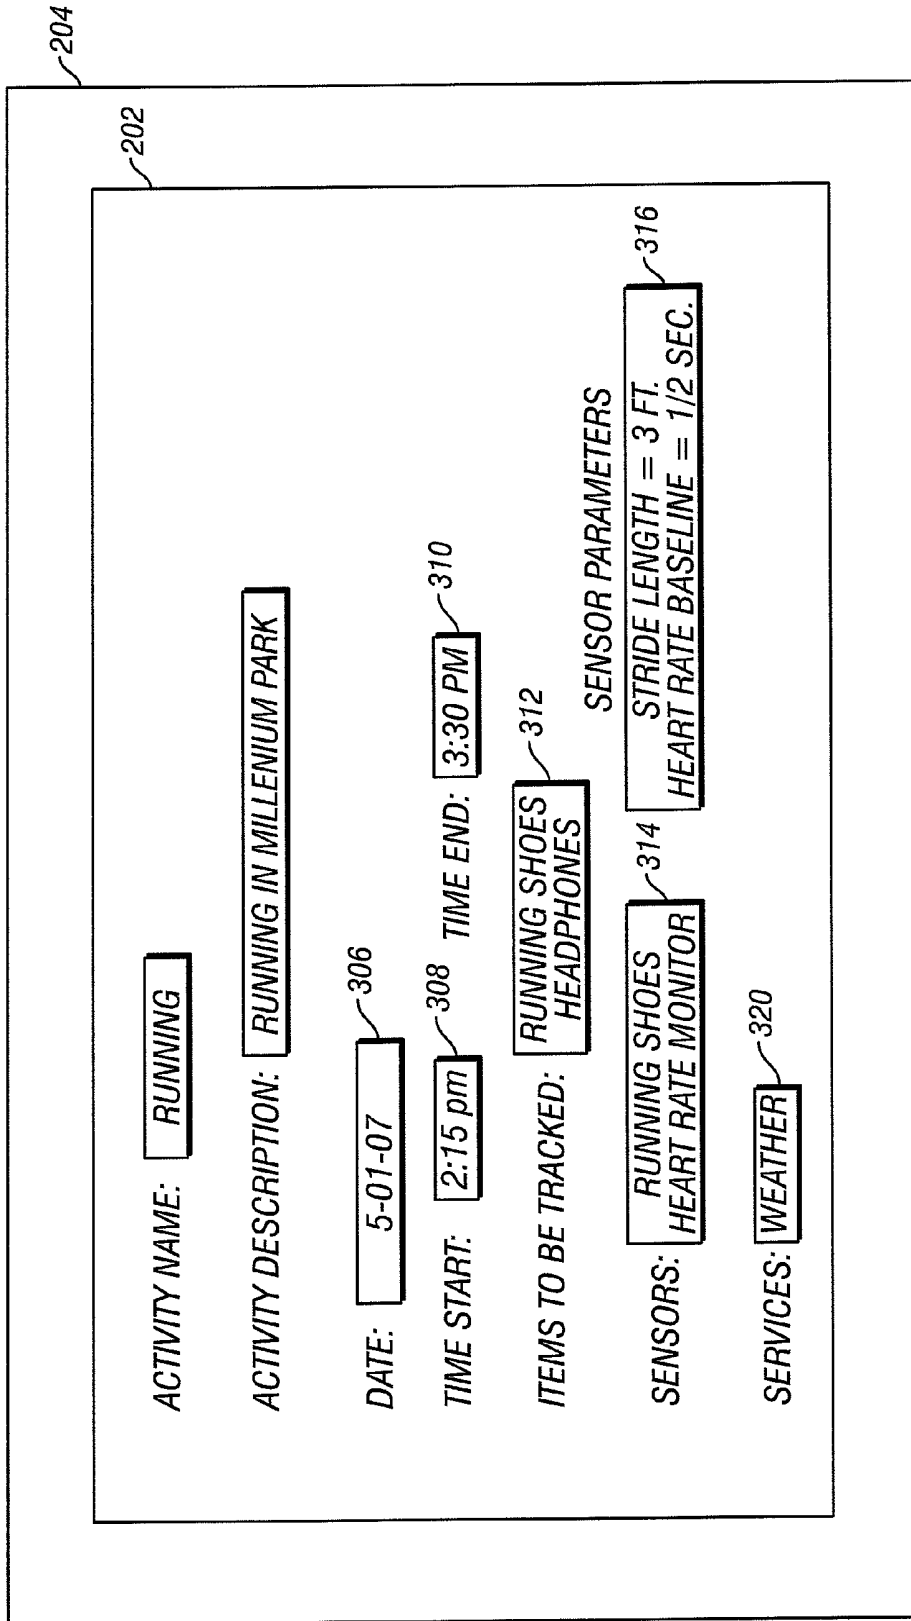 204
202
ACTIVITY NAME: RUNNING
ACTIVITY DESCRIPTION: RUNNING IN MILLENIUM PARK
DATE: 5-01-07 306
TIME START: 2:15 pm 308 TIME END: 3:30 PM 310
ITEMS TO BE TRACKED: RUNNING SHOES 312
HEADPHONES
SENSOR PARAMETERS
SENSORS: RUNNING SHOES 314 STRIDE LENGTH = 3 FT. 316
HEART RATE MONITOR HEART RATE BASELINE = 1/2 SEC.
SERVICES: WEATHER 320